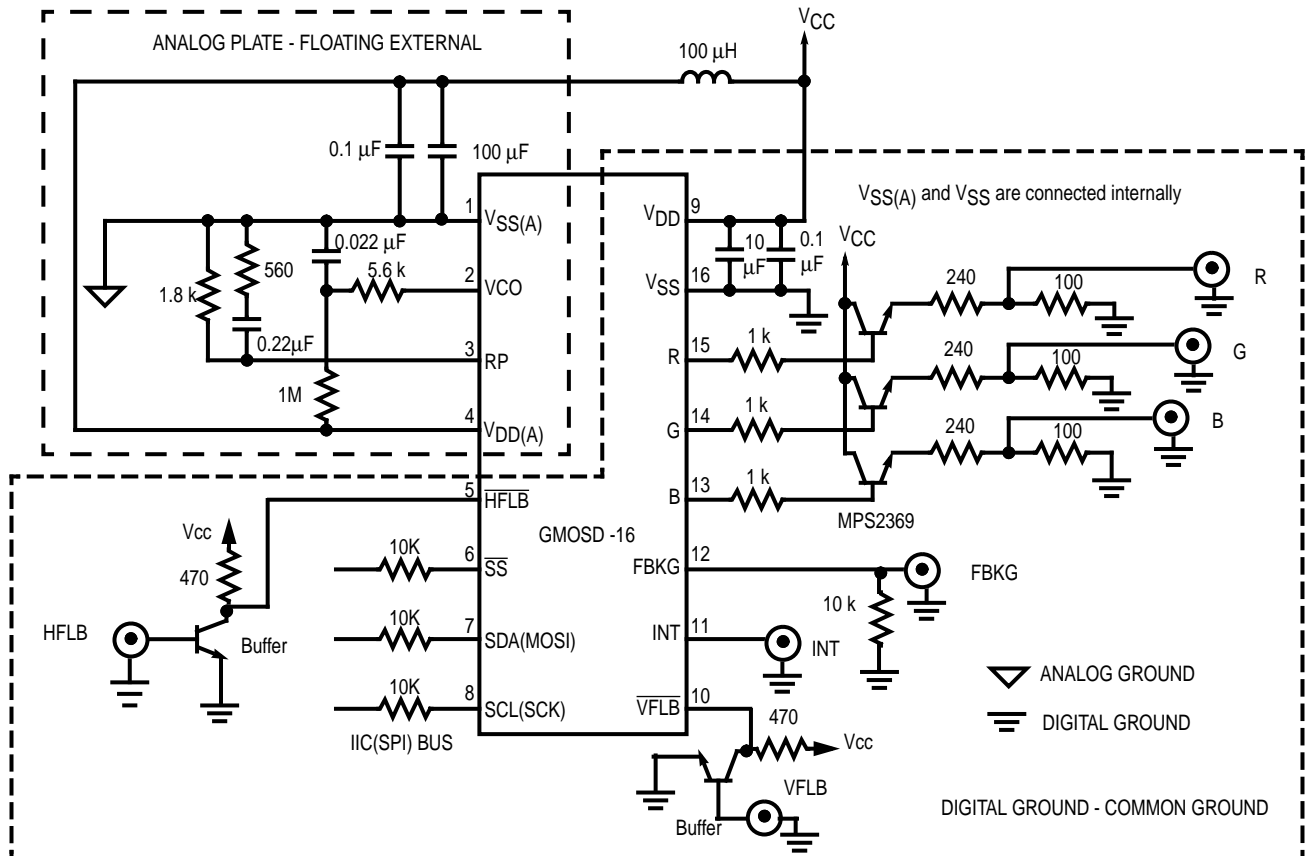 VCC
ANALOG PLATE - FLOATING EXTERNAL
100 μH
0.1 μF
100 μF
VSS(A) and VSS are connected internally
1
VSS(A)
VDD
9
0.022 μF
10 μF
0.1 μF
VCC
560
5.6 k
2
VCO
VSS
16
240
100
R
1.8 k
0.22μF
3
RP
R
15
1 k
240
100
G
1M
4
VDD(A)
G
14
1 k
240
100
B
5
HFLB
B
13
1 k
MPS2369
Vcc
GMOSD -16
470
10K
6
SS
FBKG
12
FBKG
10 k
HFLB
Buffer
10K
7
SDA(MOSI)
INT
11
INT
ANALOG GROUND
10K
8
SCL(SCK)
VFLB
10
470
DIGITAL GROUND
IIC(SPI) BUS
Vcc
VFLB
Buffer
DIGITAL GROUND - COMMON GROUND